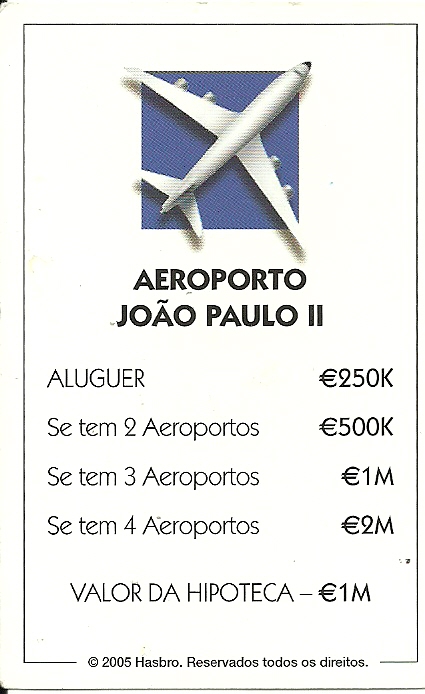 AEROPORTO
JOÃO PAULO II
ALUGUER €250K
Se tem 2 Aeroportos €500K
Se tem 3 Aeroportos €1M
Se tem 4 Aeroportos €2M
VALOR DA HIPOTECA – €1M
© 2005 Hasbro. Reservados todos os direitos.